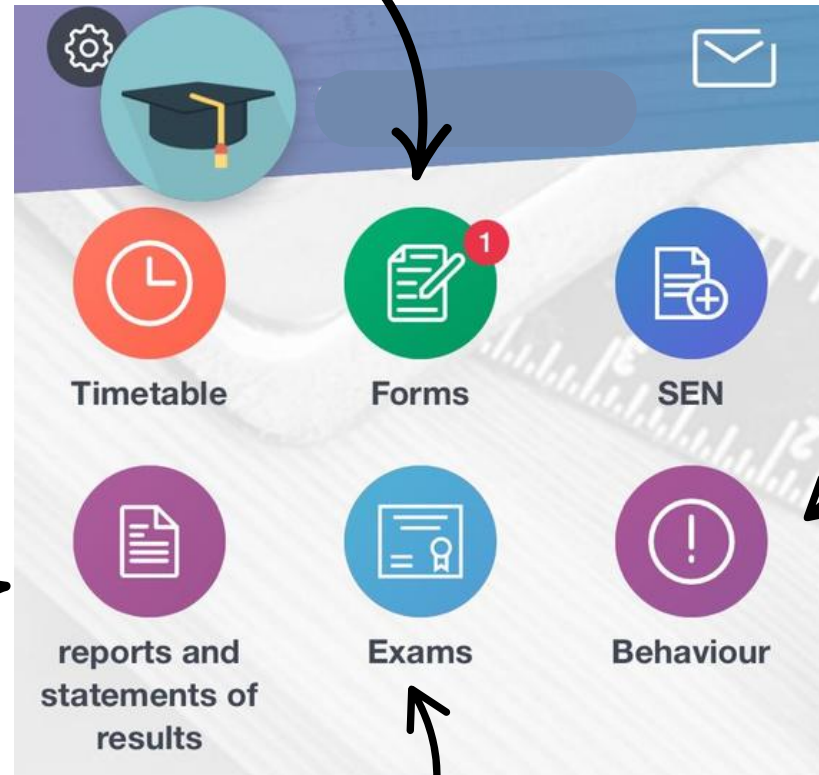 1
Timetable
Forms
SEN
reports and
statements of
results
Exams
Behaviour